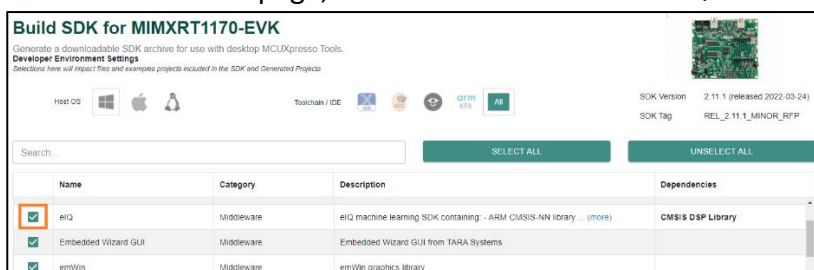 Build SDK for MIMXRT1170-EVK
Generate a downloadable SDK archive for use with desktop MCUXpresso Tools.
Developer Environment Settings
Selections here will impact files and examples projects included in the SDK and Generated Projects
Host OS Toolchain / IDE arm KEIL All SDK Version 2.11.1 (released 2022-03-24)
SDK Tag REL_2.11.1_MINOR_RFP
Search... SELECT ALL UNSELECT ALL
Name Category Description Dependencies
eIQ Middleware eIQ machine learning SDK containing: - ARM CMSIS-NN library ... (more) CMSIS DSP Library
Embedded Wizard GUI Middleware Embedded Wizard GUI from TARA Systems
emWin Middleware emWin graphics library